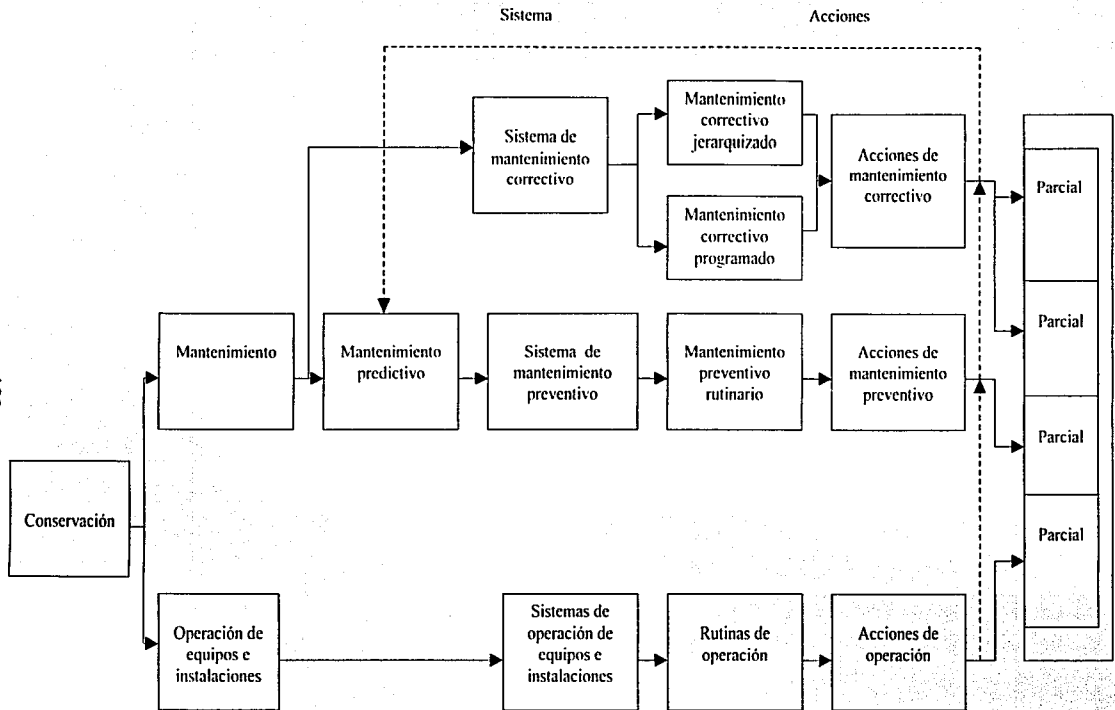 Sistema
Acciones
Sistema de
mantenimiento
correctivo
Mantenimiento
correctivo
jerarquizado
Mantenimiento
correctivo
programado
Acciones de
mantenimiento
correctivo
Parcial
Parcial
Mantenimiento
Mantenimiento
predictivo
Sistema de
mantenimiento
preventivo
Mantenimiento
preventivo
rutinario
Acciones de
mantenimiento
preventivo
Parcial
Conservación
Parcial
Operación de
equipos e
instalaciones
Sistemas de
operación de
equipos e
instalaciones
Rutinas de
operación
Acciones de
operación